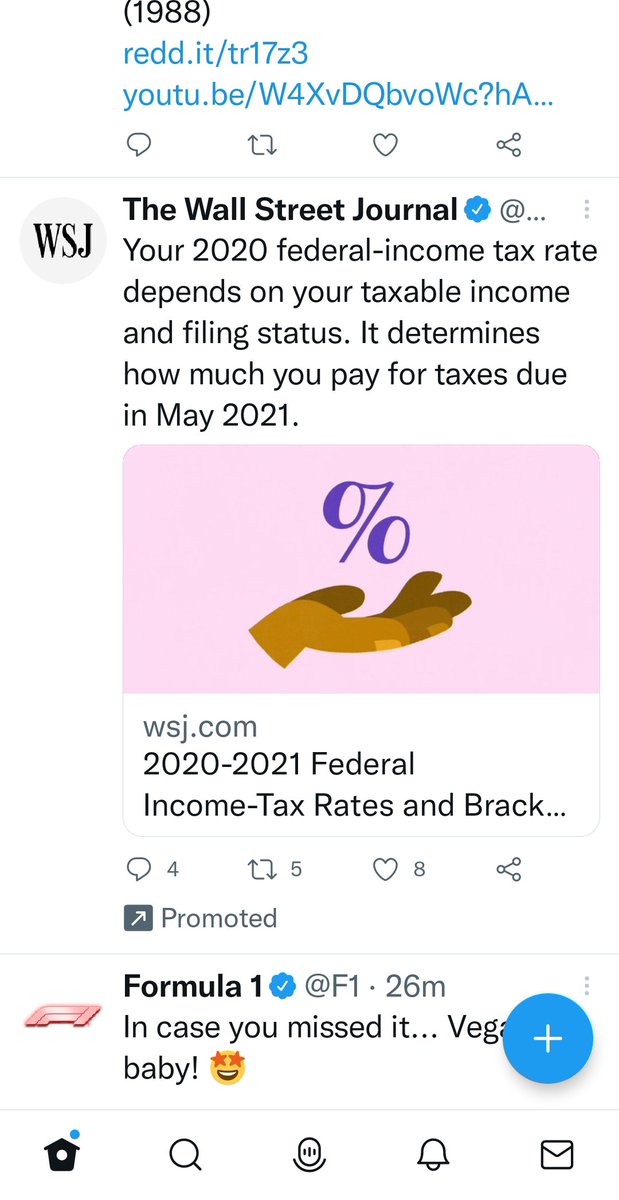 (1988)
redd.it/tr17z3
youtu.be/W4XvDQbvoWc?hA...
The Wall Street Journal @...
WSJ
Your 2020 federal-income tax rate
depends on your taxable income
and filing status. It determines
how much you pay for taxes due
in May 2021.
%
wsj.com
2020-2021 Federal
Income-Tax Rates and Brack...
4 5 8
Promoted
Formula 1 @F1 · 26m
In case you missed it... Vega
baby! 🤩